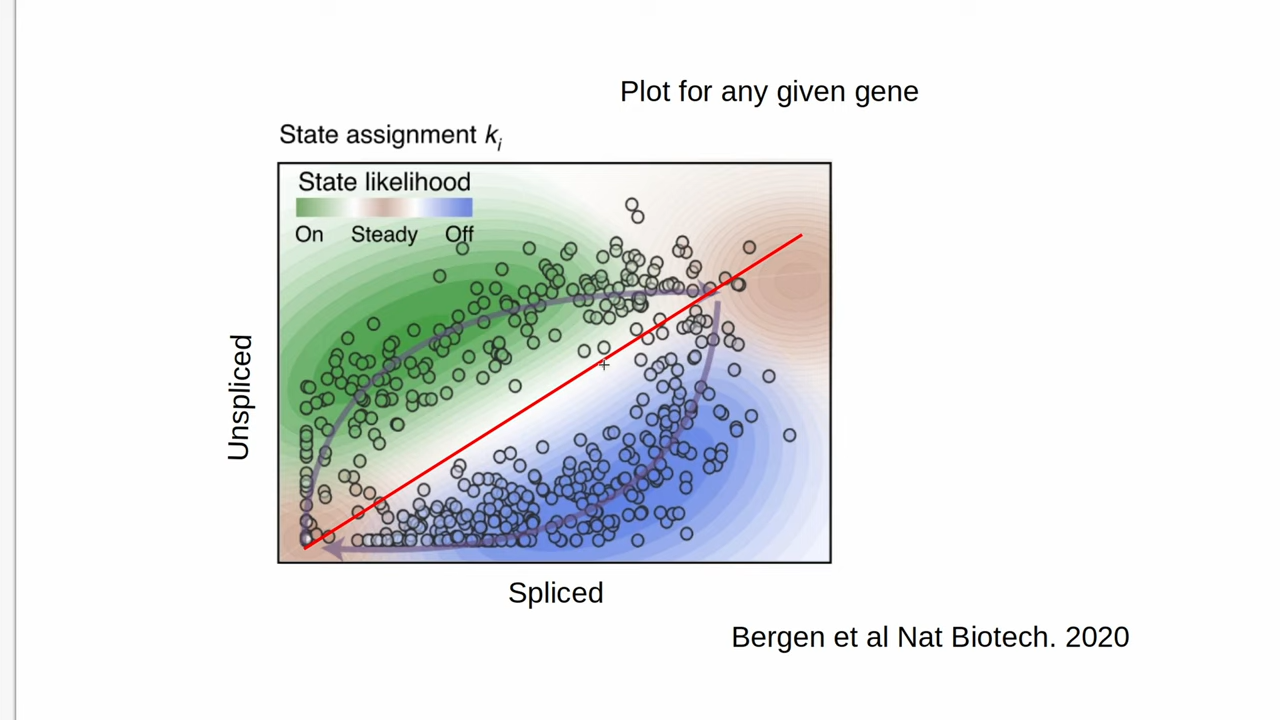 Plot for any given gene
State assignment kᵢ
State likelihood
On Steady Off
Unspliced
Spliced
Bergen et al Nat Biotech. 2020